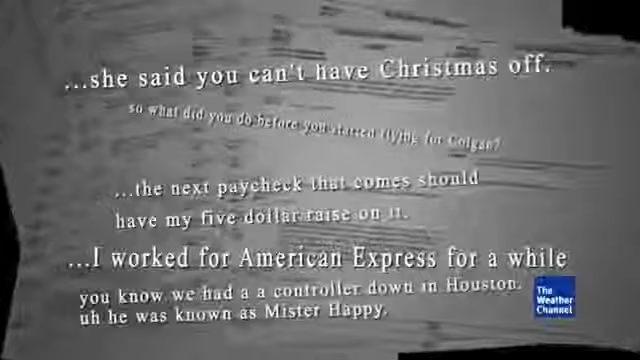 ...she said you can't have Christmas off.
so what did you do before you started flying for Colgan?
...the next paycheck that comes should
have my five dollar raise on it.
...I worked for American Express for a while
you know we had a a controller down in Houston.
uh he was known as Mister Happy.
The
Weather
Channel